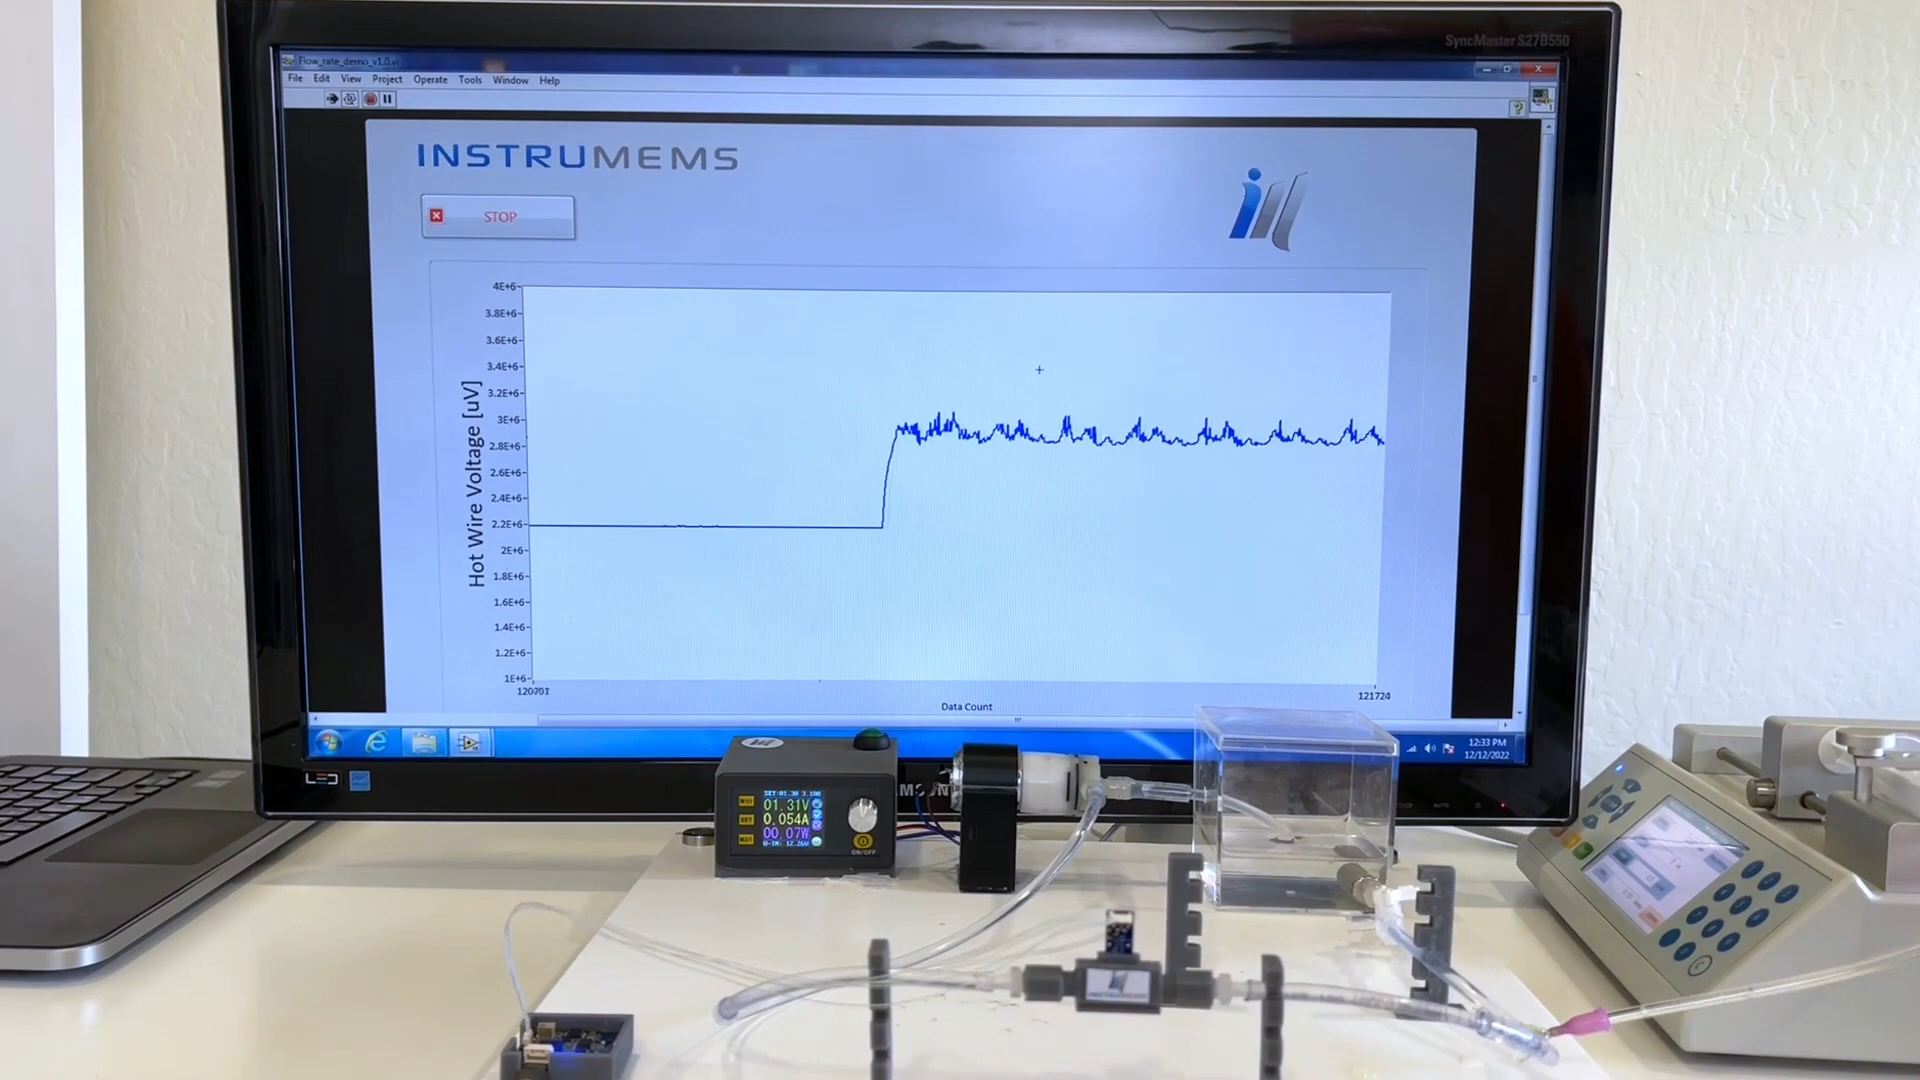 SyncMaster S27B550
Flow_rate_demo_v1.0.vi
File Edit View Project Operate Tools Window Help
INSTRUMEMS
STOP
4E+6
3.8E+6
3.6E+6
3.4E+6
3.2E+6
3E+6
2.8E+6
2.6E+6
2.4E+6
2.2E+6
2E+6
1.8E+6
1.6E+6
1.4E+6
1.2E+6
1E+6
Hot Wire Voltage [uV]
120701
121724
Data Count
12:33 PM
12/12/2022
LED
01.31V
0.054A
00.07W
ON/OFF